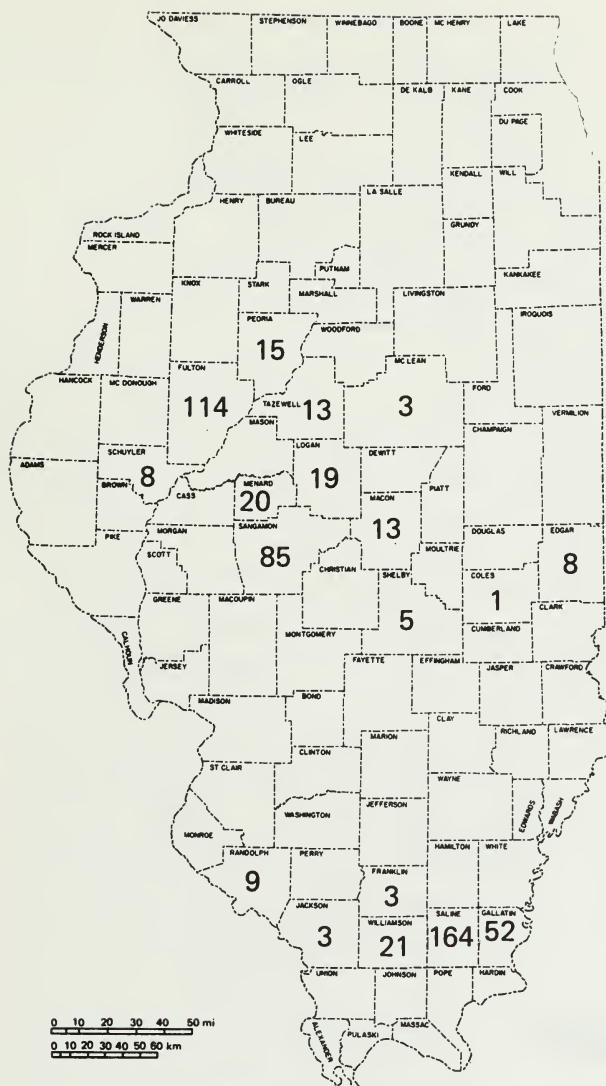 JO DAVIESS STEPHENSON WINNEBAGO BOONE MC HENRY LAKE
CARROLL OGLE DE KALB KANE COOK
DU PAGE
WHITESIDE LEE
KENDALL WILL
LA SALLE
HENRY BUREAU
GRUNDY
ROCK ISLAND
MERCER
PUTNAM
KANKAKEE
KNOX STARK
MARSHALL LIVINGSTON
WARREN
IROQUOIS
PEORIA
WOODFORD
HENDERSON
15
MC LEAN
FULTON
HANCOCK MC DONOUGH FORD
114
TAZEWELL 13 3
VERMILION
MASON
CHAMPAIGN
SCHUYLER LOGAN
DEWITT
ADAMS
8
19
MENARD
PIATT
BROWN
CASS
20
MACON
SANGAMON
13
PIKE MORGAN DOUGLAS EDGAR
SCOTT
85
MOULTRIE
8
CHRISTIAN
SHELBY COLES
GREENE MACOUPIN
1
CLARK
5
CUMBERLAND
MONTGOMERY
CALHOUN
FAYETTE EFFINGHAM
JERSEY JASPER CRAWFORD
MADISON BOND
CLAY
RICHLAND LAWRENCE
MARION
CLINTON
ST CLAIR
WAYNE
JEFFERSON
EDWARDS WABASH
WASHINGTON
MONROE
RANDOLPH PERRY HAMILTON WHITE
FRANKLIN
9
3
JACKSON
SALINE GALLATIN
WILLIAMSON
3 21 164 52
UNION JOHNSON POPE HARDIN
ALEXANDER PULASKI MASSAC
0 10 20 30 40 50 mi
0 10 20 30 40 50 60 km